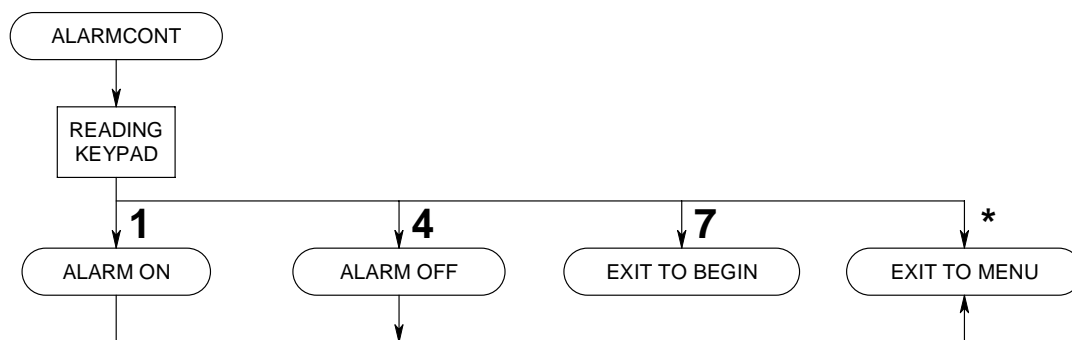 ALARMCONT
READING
KEYPAD
1
4
7
*
ALARM ON
ALARM OFF
EXIT TO BEGIN
EXIT TO MENU